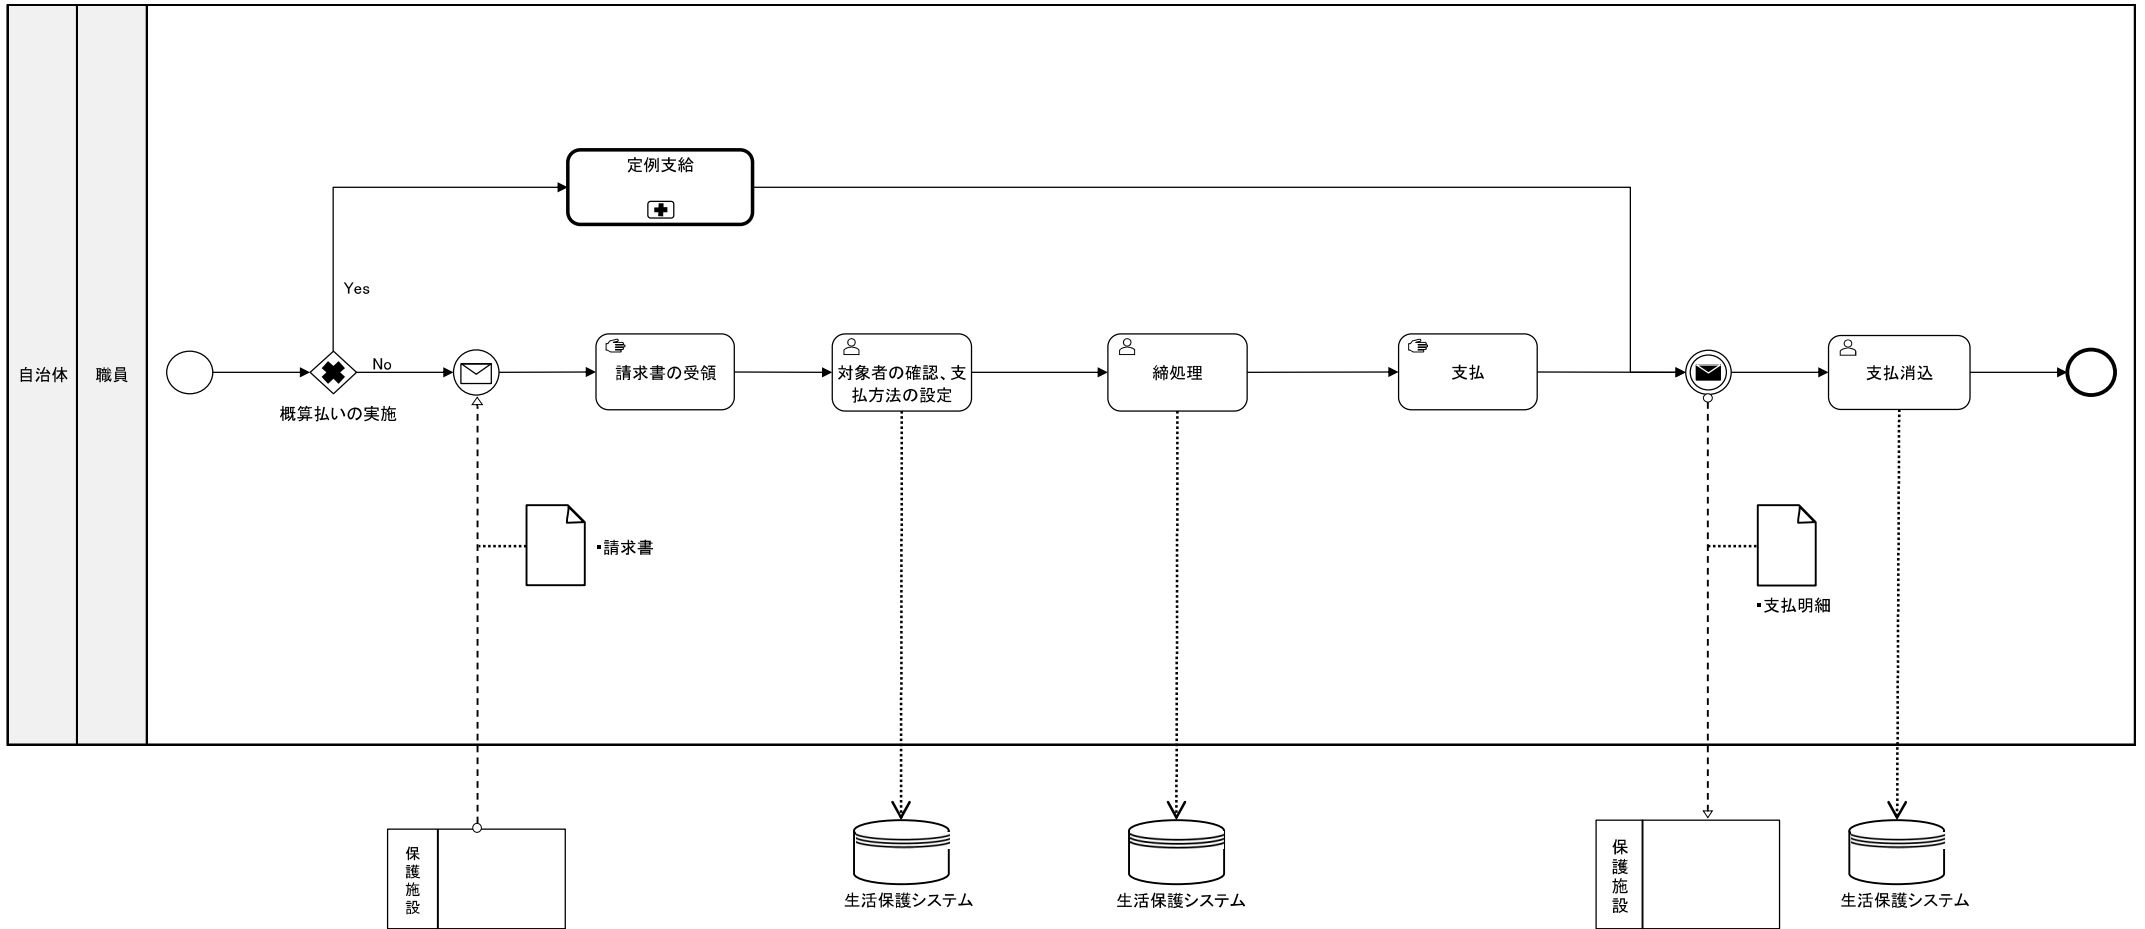 自治体
職員
定例支給
Yes
No
概算払いの実施
請求書の受領
対象者の確認、支
払方法の設定
締処理
支払
支払消込
・請求書
・支払明細
保護施設
生活保護システム
生活保護システム
保護施設
生活保護システム